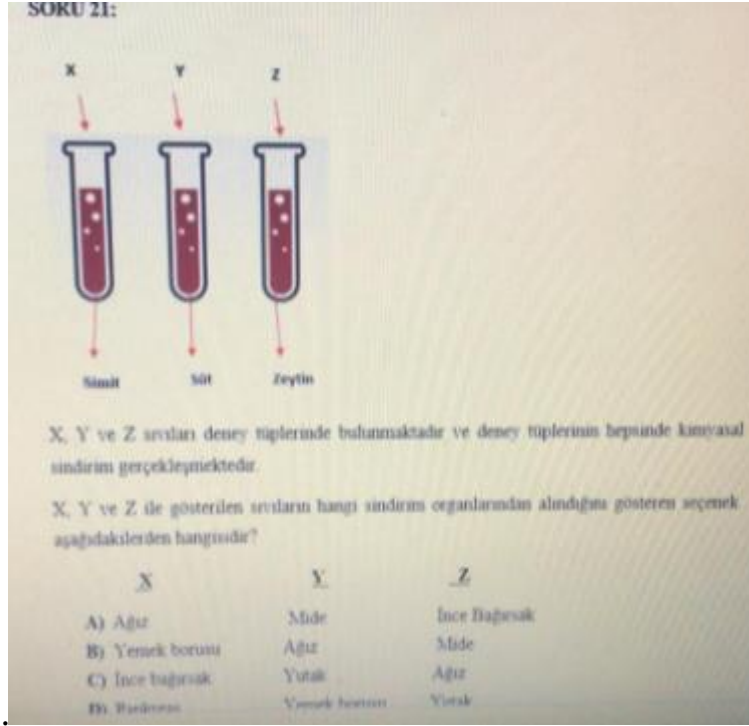 SORU 21:
X Y Z
Simit Süt Zeytin
X, Y ve Z sıvıları deney tüplerinde bulunmaktadır ve deney tüplerinin hepsinde kimyasal
sindirim gerçekleşmektedir.
X, Y ve Z ile gösterilen sıvıların hangi sindirim organlarından alındığını gösteren seçenek
aşağıdakilerden hangisidir?
X Y Z
A) Ağız Mide İnce Bağırsak
B) Yemek borusu Ağız Mide
C) İnce bağırsak Yutak Ağız
D) Yemek borusu Yutak